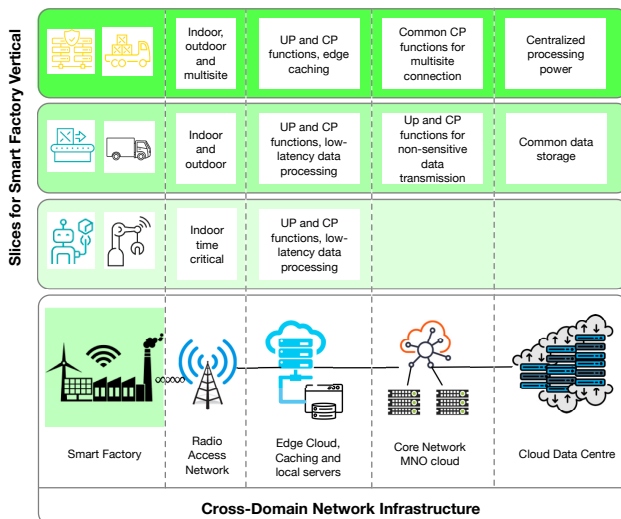 Slices for Smart Factory Vertical
Indoor,
outdoor
and
multisite
UP and CP
functions, edge
caching
Common CP
functions for
multisite
connection
Centralized
processing
power
Indoor
and
outdoor
UP and CP
functions, low-
latency data
processing
Up and CP
functions for
non-sensitive
data
transmission
Common data
storage
Indoor
time
critical
UP and CP
functions, low-
latency data
processing
Smart Factory
Radio
Access
Network
Edge Cloud,
Caching and
local servers
Core Network
MNO cloud
Cloud Data Centre
Cross-Domain Network Infrastructure